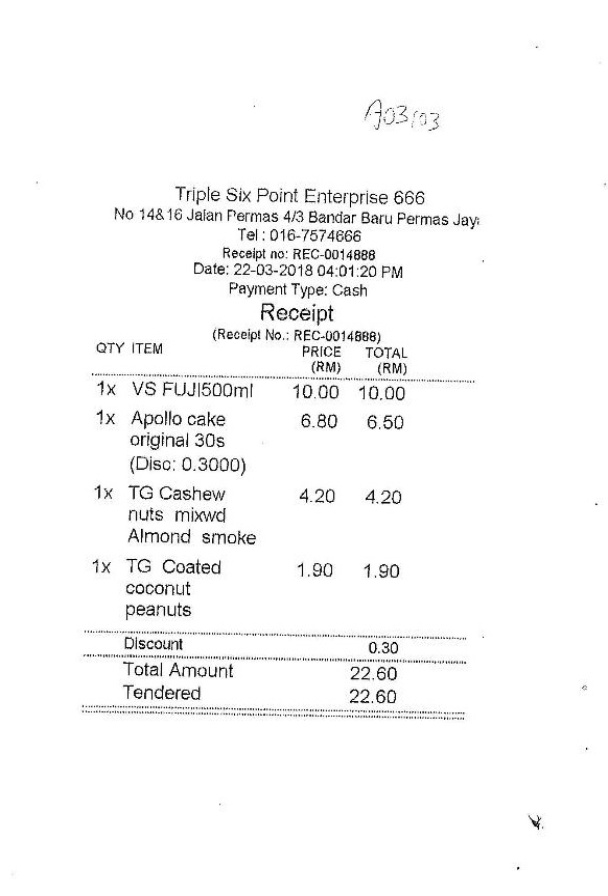 A03/03
Triple Six Point Enterprise 666
No 14&16 Jalan Permas 4/3 Bandar Baru Permas Jaya
Tel : 016-7574666
Receipt no: REC-0014888
Date: 22-03-2018 04:01:20 PM
Payment Type: Cash
Receipt
(Receipt No.: REC-0014888)
QTY ITEM PRICE TOTAL
(RM) (RM)
1x VS FUJI500ml 10.00 10.00
1x Apollo cake 6.80 6.50
original 30s
(Disc: 0.3000)
1x TG Cashew 4.20 4.20
nuts mixwd
Almond smoke
1x TG Coated 1.90 1.90
coconut
peanuts
Discount 0.30
Total Amount 22.60
Tendered 22.60